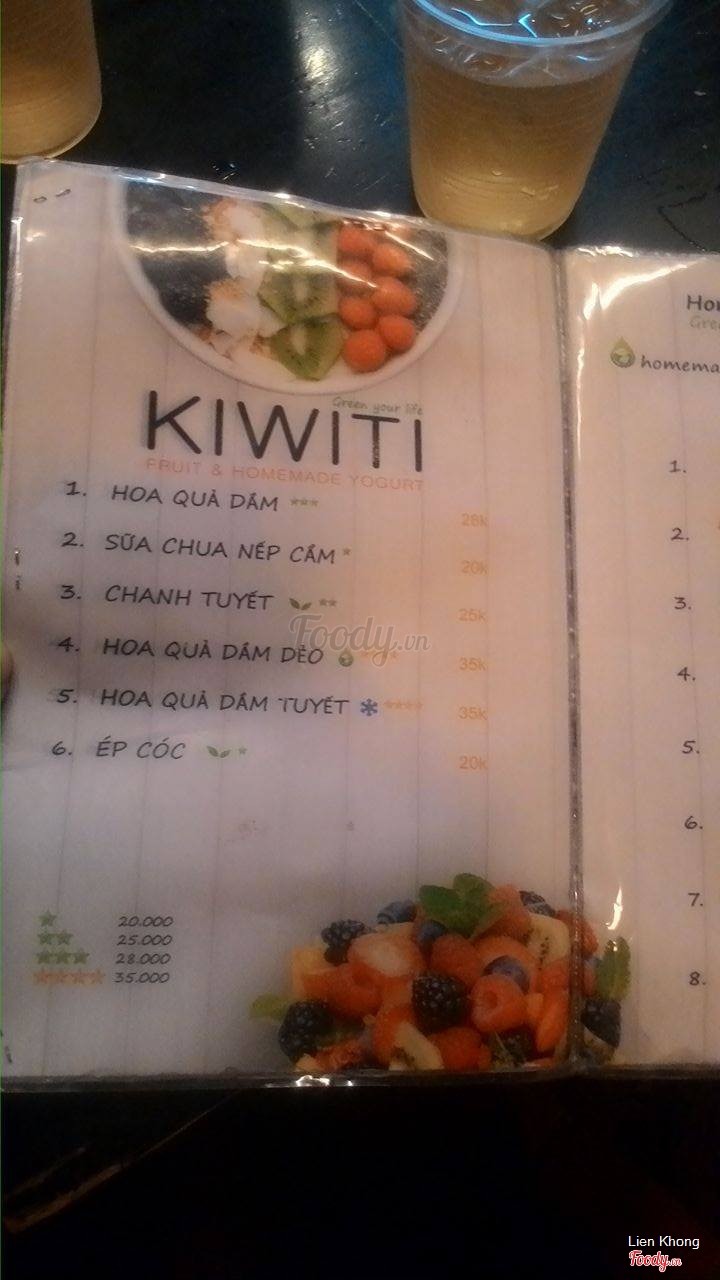 Green your life
KIWITI
FRUIT & HOMEMADE YOGURT
1. HOA QUẢ DẦM ***
28k
2. SỮA CHUA NẾP CẨM *
20k
3. CHANH TUYẾT **
25k
4. HOA QUẢ DẦM DẺO ****
35k
5. HOA QUẢ DẦM TUYẾT ****
35k
6. ÉP CÓC *
20k
★ 20.000
★★ 25.000
★★★ 28.000
★★★★ 35.000
homema
1.
2.
3.
4.
5.
6.
7.
8.
Foody.vn
Lien Khong
Foody.vn